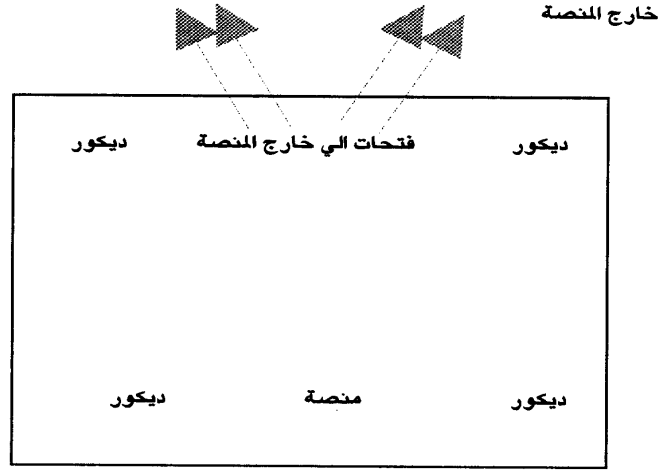 خارج المنصة
ديكور فتحات الي خارج المنصة ديكور
ديكور منصة ديكور